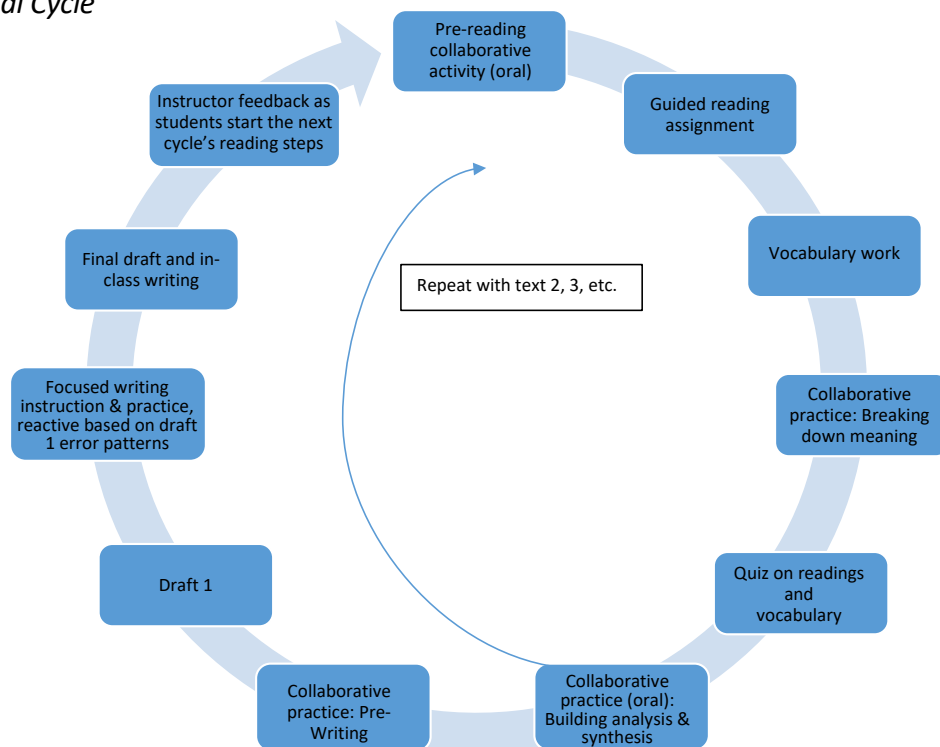 al Cycle
Pre-reading
collaborative
activity (oral)
Guided reading
assignment
Vocabulary work
Collaborative
practice: Breaking
down meaning
Quiz on readings
and
vocabulary
Collaborative
practice (oral):
Building analysis &
synthesis
Collaborative
practice: Pre-
Writing
Draft 1
Focused writing
instruction & practice,
reactive based on draft
1 error patterns
Final draft and in-
class writing
Instructor feedback as
students start the next
cycle's reading steps
Repeat with text 2, 3, etc.